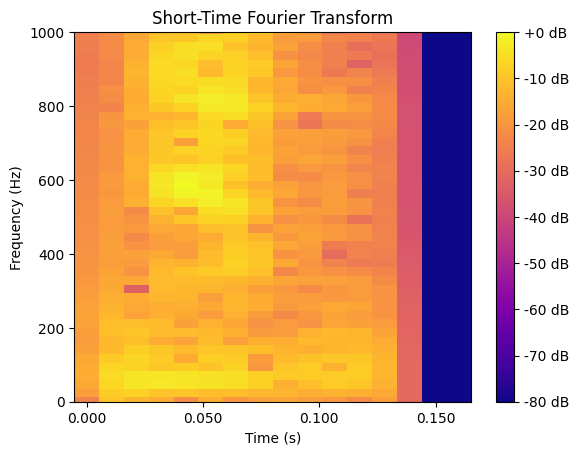 Short-Time Fourier Transform
1000
800
600
400
200
0
Frequency (Hz)
0.000
0.050
0.100
0.150
Time (s)
+0 dB
-10 dB
-20 dB
-30 dB
-40 dB
-50 dB
-60 dB
-70 dB
-80 dB